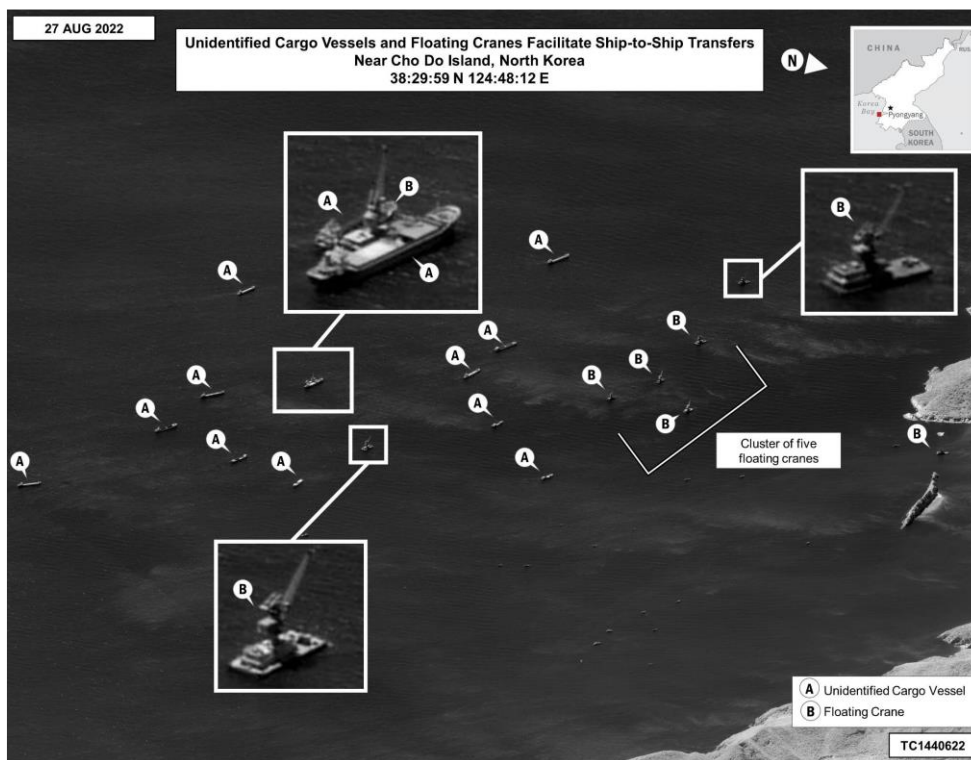 27 AUG 2022
Unidentified Cargo Vessels and Floating Cranes Facilitate Ship-to-Ship Transfers
Near Cho Do Island, North Korea
38:29:59 N 124:48:12 E
N
CHINA
RUS
Korea
Bay
Pyongyang
SOUTH
KOREA
A
B
A
B
A
A
B
A
B
A
B
A
B
A
B
A
A
B
A
A
A
A
Cluster of five
floating cranes
B
A Unidentified Cargo Vessel
B Floating Crane
TC1440622